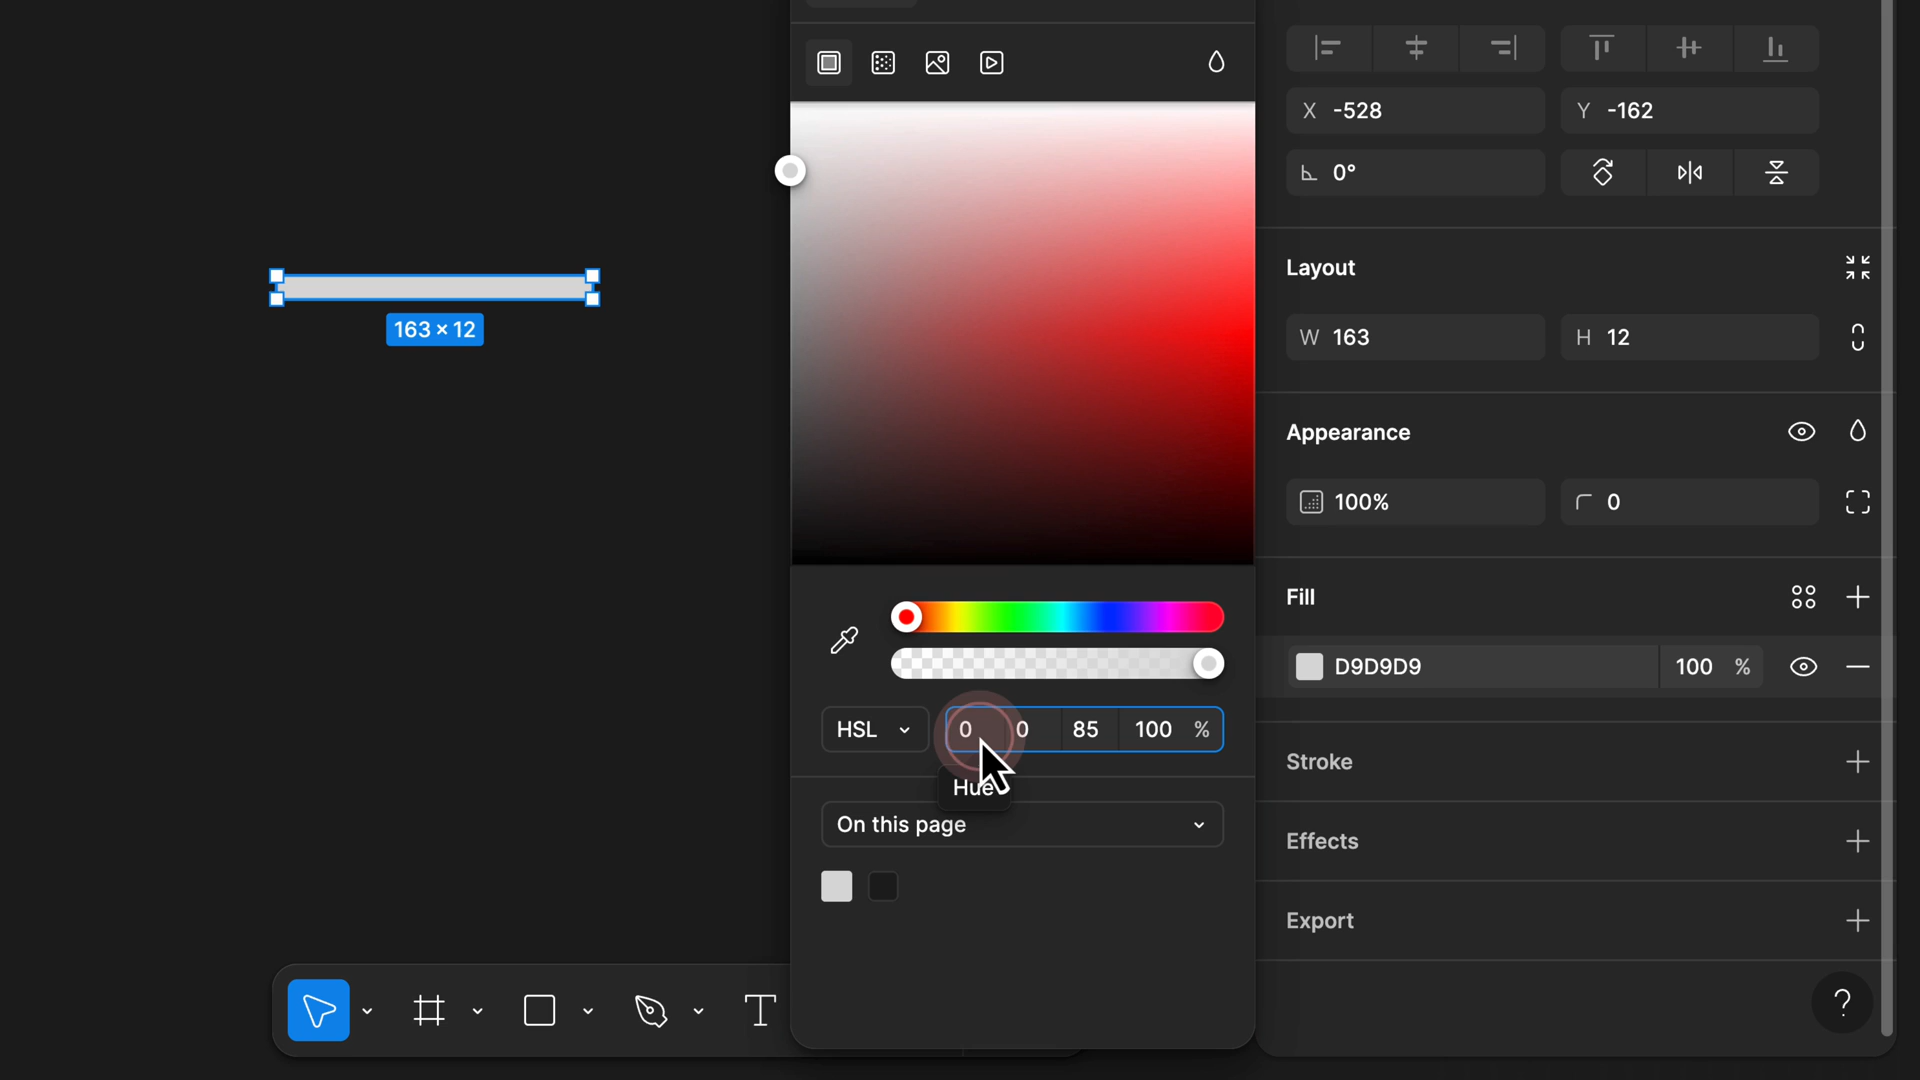 X -528
Y -162
0°
Layout
W 163
H 12
163 × 12
Appearance
100%
0
Fill
D9D9D9
100 %
HSL
0
0
85
100 %
Hue
Stroke
On this page
Effects
Export
T
?